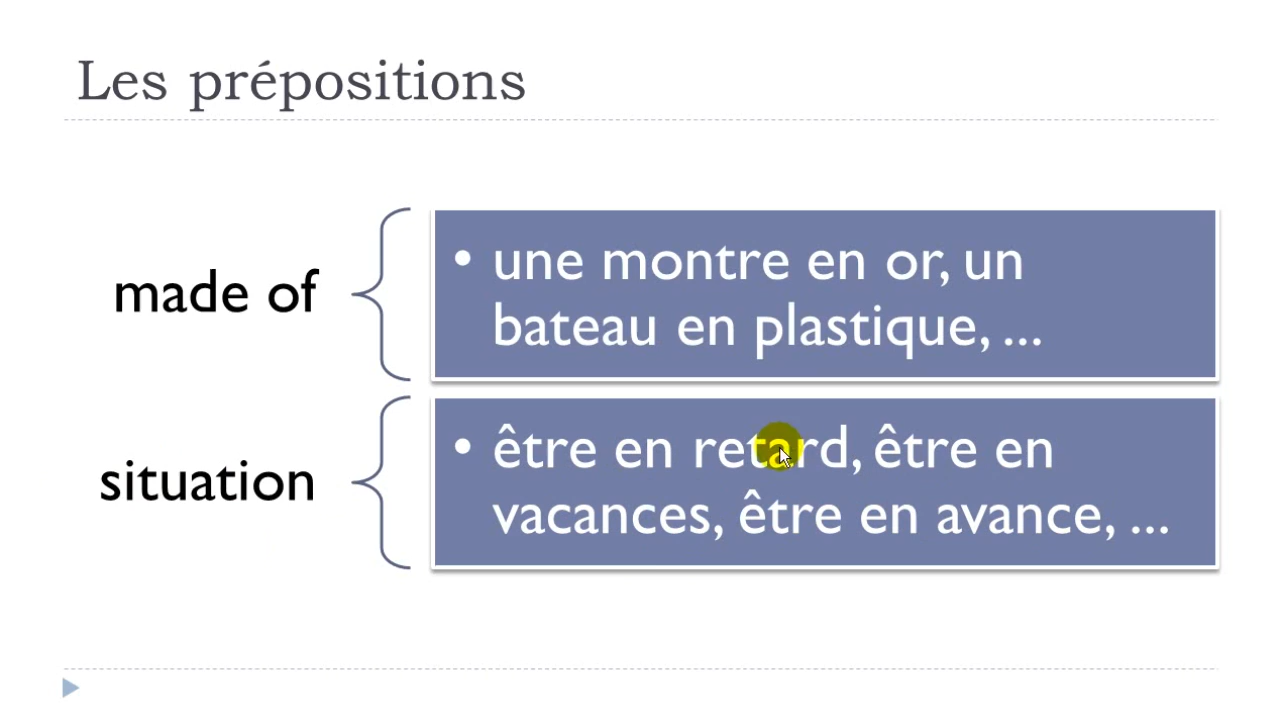 Les prépositions
made of
• une montre en or, un
bateau en plastique, ...
situation
• être en retard, être en
vacances, être en avance, ...